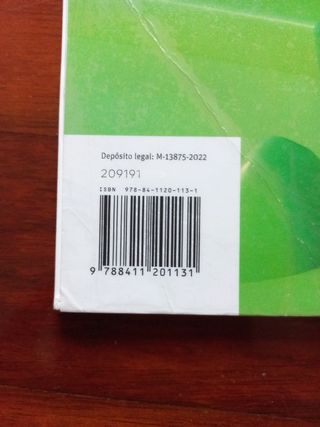 Depósito legal: M-13875-2022
209191
ISBN 978-84-1120-113-1
9 788411 201131